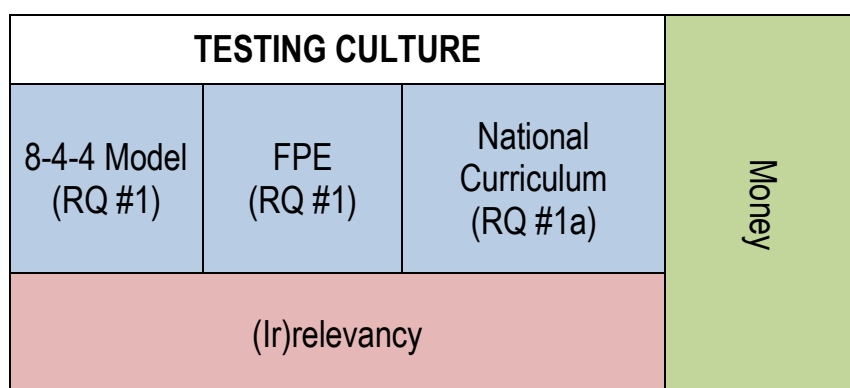 TESTING CULTURE
8-4-4 Model
(RQ #1)
FPE
(RQ #1)
National
Curriculum
(RQ #1a)
Money
(Ir)relevancy